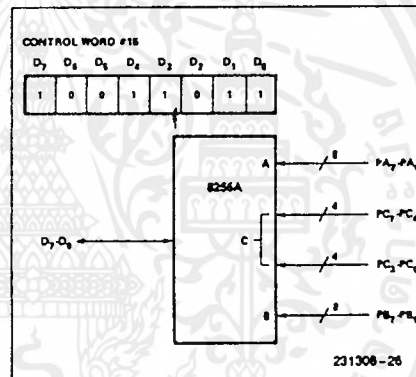 CONTROL WORD #15
D7 D6 D5 D4 D3 D2 D1 D0
1 0 0 1 1 0 1 1
8256A
A
8
PA7-PA0
4
PC7-PC4
C
D7-D0
4
PC3-PC0
B
8
PB7-PB0
231308-26